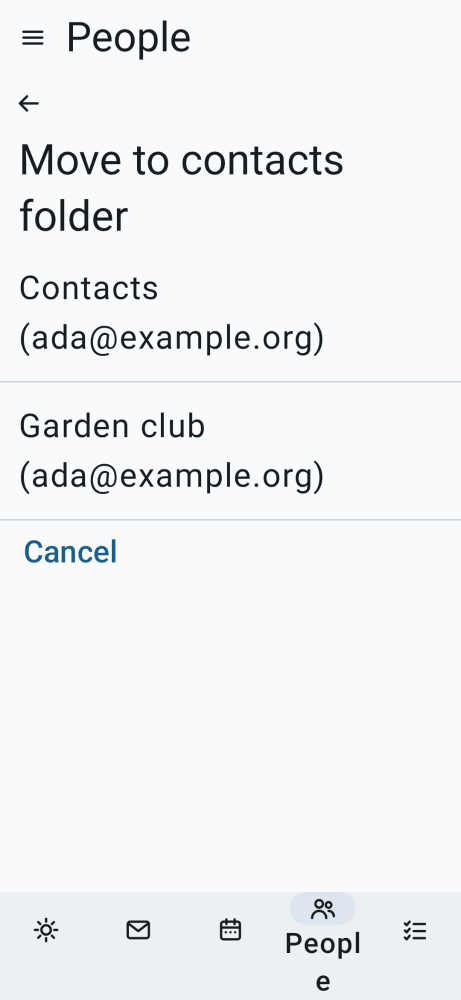 People
Move to contacts
folder
Contacts
(ada@example.org)
Garden club
(ada@example.org)
Cancel
Peopl
e